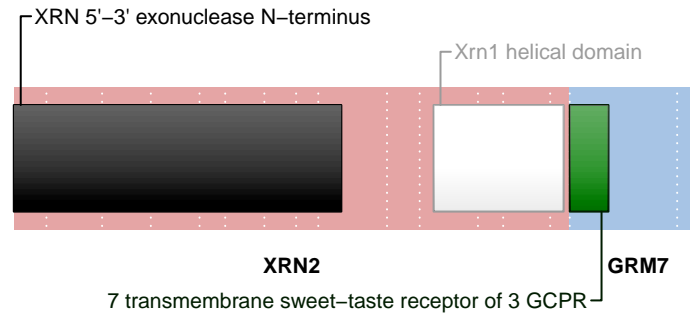 XRN 5'−3' exonuclease N−terminus
Xrn1 helical domain
XRN2
GRM7
7 transmembrane sweet−taste receptor of 3 GCPR